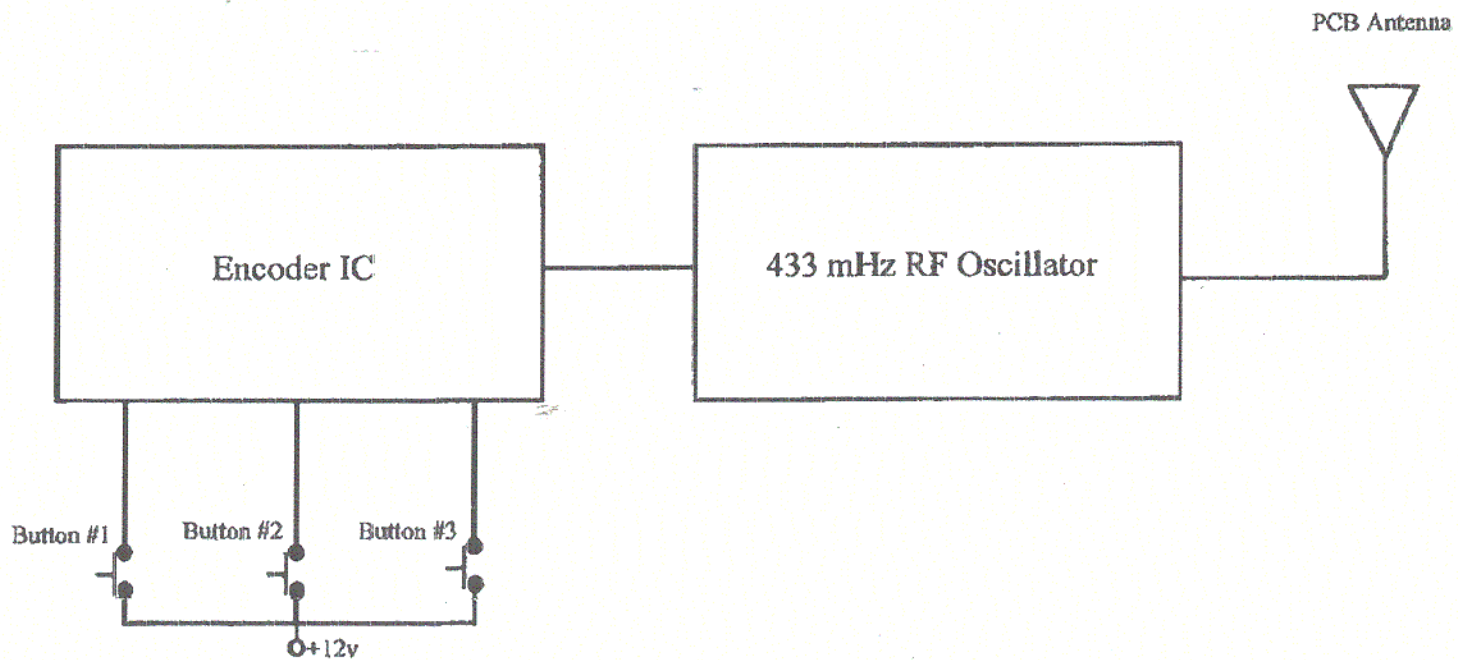 PCB Antenna
Encoder IC
433 mHz RF Oscillator
Button #1
Button #2
Button #3
+12v